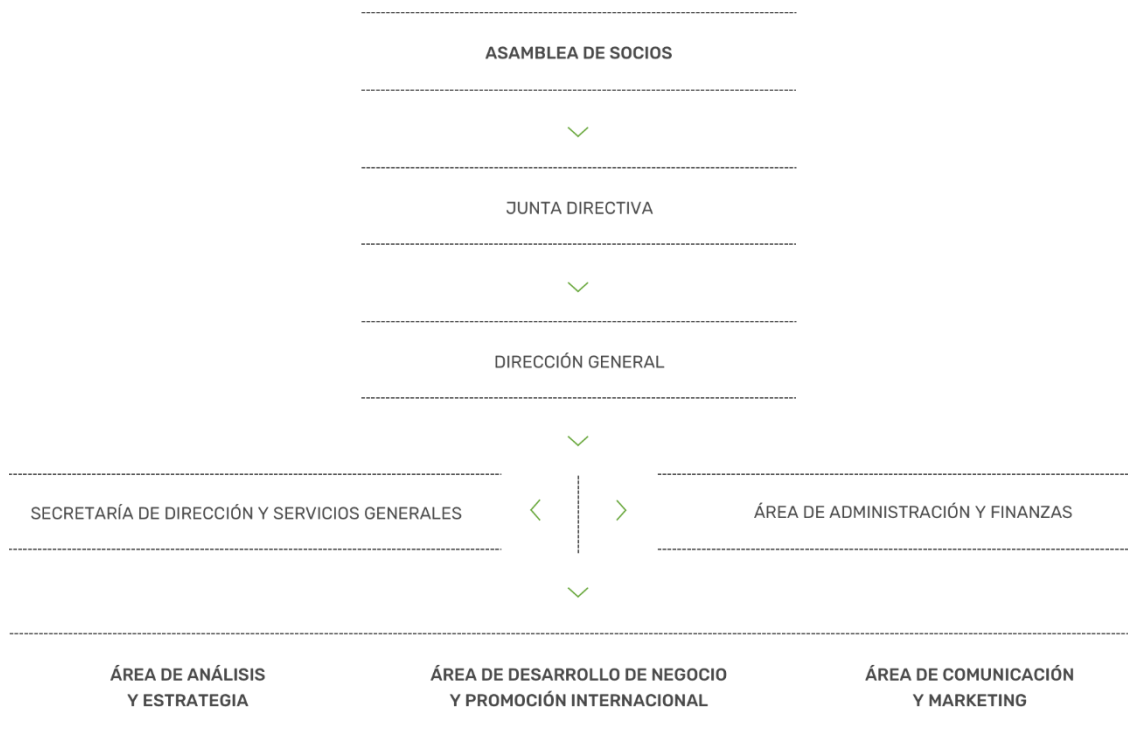 ASAMBLEA DE SOCIOS
JUNTA DIRECTIVA
DIRECCIÓN GENERAL
SECRETARÍA DE DIRECCIÓN Y SERVICIOS GENERALES
ÁREA DE ADMINISTRACIÓN Y FINANZAS
ÁREA DE ANÁLISIS
Y ESTRATEGIA
ÁREA DE DESARROLLO DE NEGOCIO
Y PROMOCIÓN INTERNACIONAL
ÁREA DE COMUNICACIÓN
Y MARKETING